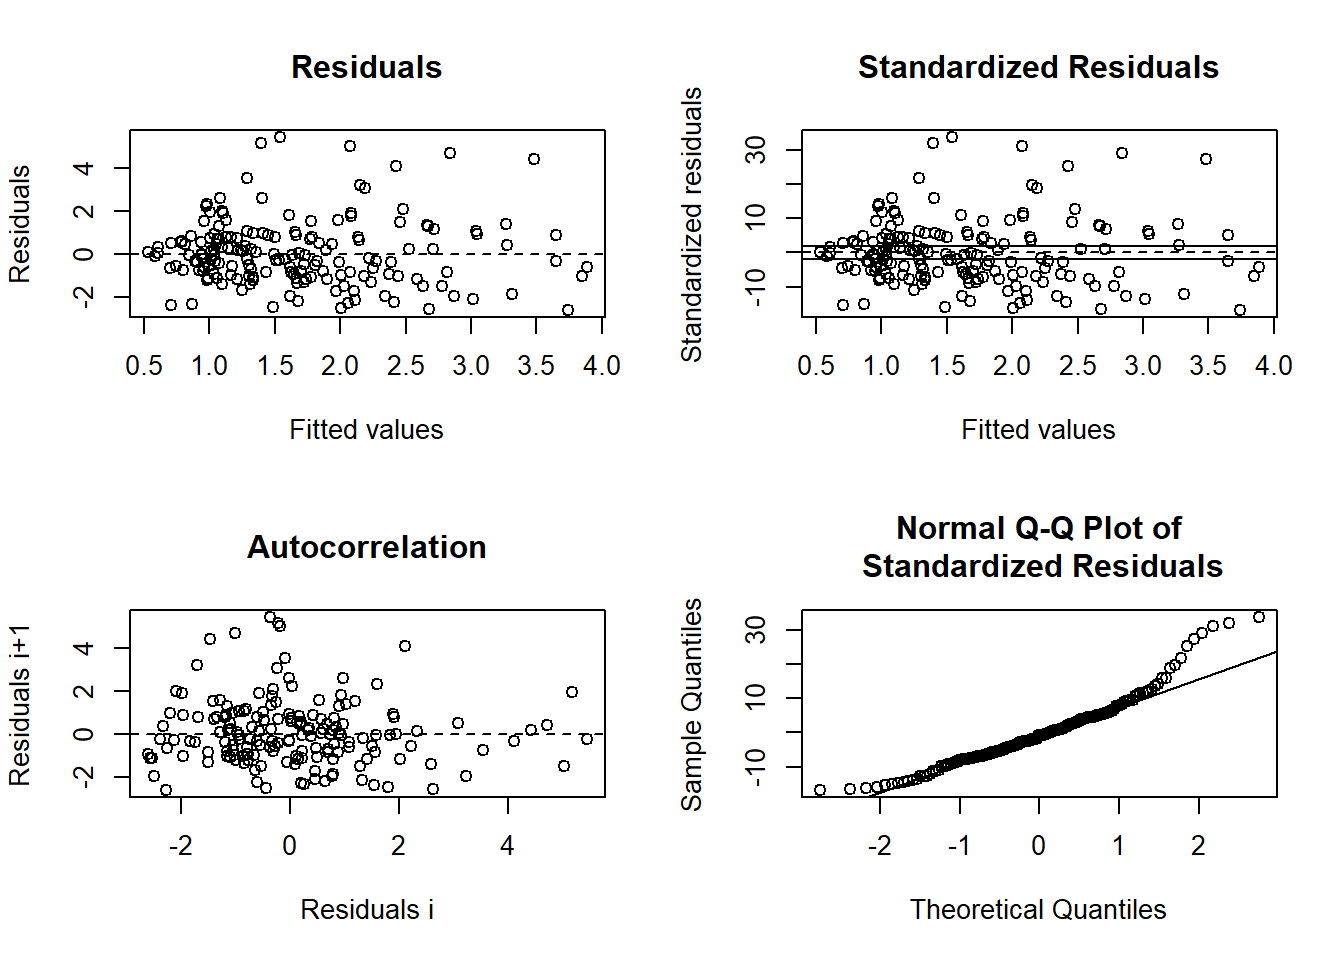 Residuals
Residuals
4
2
0
-2
0.5 1.0 1.5 2.0 2.5 3.0 3.5 4.0
Fitted values
Standardized Residuals
Standardized residuals
30
10
-10
0.5 1.0 1.5 2.0 2.5 3.0 3.5 4.0
Fitted values
Autocorrelation
Residuals i+1
4
2
0
-2
-2 0 2 4
Residuals i
Normal Q-Q Plot of
Standardized Residuals
Sample Quantiles
30
10
-10
-2 -1 0 1 2
Theoretical Quantiles